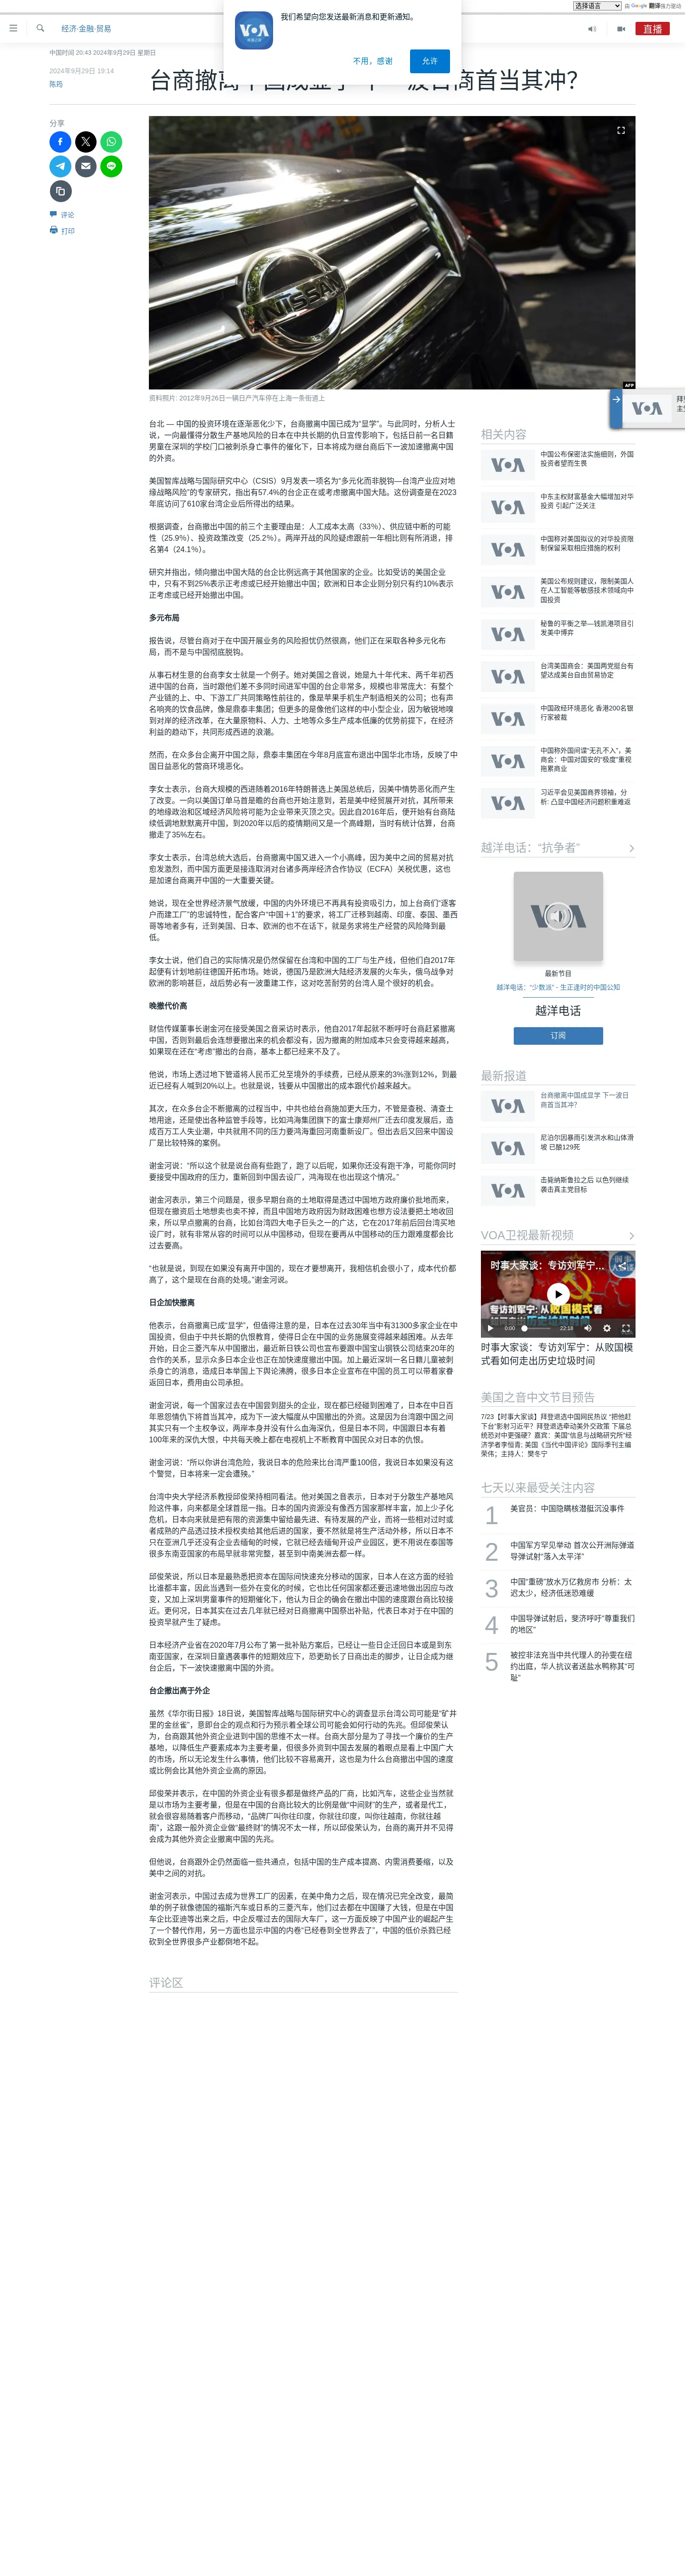 选择语言 由 Google 翻译强力驱动
我们希望向您发送最新消息和更新通知。
不用，感谢
允许
经济·金融·贸易
直播
中国时间 20:43 2024年9月29日 星期日
2024年9月29日 19:14
陈筠
台商撤离中国成显学 下一波日商首当其冲？
分享
评论
打印
NISSAN
AFP
资料照片: 2012年9月26日一辆日产汽车停在上海一条街道上
台北 — 中国的投资环境在逐渐恶化少下，台商撤离中国已成为“显学”。与此同时，分析人士
说，一向最懂得分散生产基地风险的日本在中共长期的仇日宣传影响下，包括日前一名日籍
男童在深圳的学校门口被刺杀身亡事件的催化下，日本将成为继台商后下一波加速撤离中国
的外资。
美国智库战略与国际研究中心（CSIS）9月发表一项名为“多元化而非脱钩—台湾产业应对地
缘战略风险”的专家研究，指出有57.4%的台企正在或考虑撤离中国大陆。这份调查是在2023
年底访问了610家台湾企业后所得出的结果。
根据调查，台商撤出中国的前三个主要理由是：人工成本太高（33%）、供应链中断的可能
性（25.9%）、投资政策改变（25.2%）。两岸开战的风险疑虑跟前一年相比则有所消退，排
名第4（24.1%）。
研究并指出，倾向撤出中国大陆的台企比例远高于其他国家的企业。比如受访的美国企业
中，只有不到25%表示正考虑或已经开始撤出中国；欧洲和日本企业则分别只有约10%表示
正考虑或已经开始撤出中国。
多元布局
报告说，尽管台商对于在中国开展业务的风险担忧仍然很高，他们正在采取各种多元化布
局，而不是与中国彻底脱钩。
从事石材生意的台商李女士就是一个例子。她对美国之音说，她是九十年代末、两千年初西
进中国的台商，当时跟他们差不多同时间进军中国的台企非常多，规模也非常庞大：有整个
产业链的上、中、下游工厂共同策略性前往的，像是苹果手机生产制造相关的公司；也有声
名响亮的饮食品牌，像是鼎泰丰集团；但更多的是像他们这样的中小型企业，因为敏锐地嗅
到对岸的经济改革，在大量原物料、人力、土地等众多生产成本低廉的优势前提下，在经济
利益的趋动下，共同形成西进的浪潮。
然而，在众多台企离开中国之际，鼎泰丰集团在今年8月底宣布退出中国华北市场，反映了中
国日益恶化的营商环境恶化。
李女士表示，台商大规模的西进随着2016年特朗普选上美国总统后，因美中情势恶化而产生
了改变。一向以美国订单马首是瞻的台商也开始注意到，若是美中经贸展开对抗，其所带来
的地缘政治和区域经济风险将可能为企业带来灭顶之灾。因此自2016年后，便开始有台商陆
续低调地默默离开中国，到2020年以后的疫情期间又是一个高峰期，当时有统计估算，台商
撤走了35%左右。
李女士表示，台湾总统大选后，台商撤离中国又进入一个小高峰，因为美中之间的贸易对抗
愈发激烈，而中国方面更是接连取消对台诸多两岸经济合作协议（ECFA）关税优惠，这也
是加速台商离开中国的一大重要关键。
她说，现在全世界经济景气放缓，中国的内外环境已不再具有投资吸引力，加上台商们“逐客
户而建工厂”的忠诚特性，配合客户“中国＋1”的要求，将工厂迁移到越南、印度、泰国、墨西
哥等地者多有，迁到美国、日本、欧洲的也不在话下，就是务求将生产经营的风险降到最
低。
李女士说，他们自己的实际情况是仍然保留在台湾和中国的工厂与生产线，但他们自2017年
起便有计划地前往德国开拓市场。她说，德国乃是欧洲大陆经济发展的火车头，俄乌战争对
欧洲的影响甚巨，战后势必有一波重建工作，这对吃苦耐劳的台湾人是个很好的机会。
晚撤代价高
财信传媒董事长谢金河在接受美国之音采访时表示，他自2017年起就不断呼吁台商赶紧撤离
中国，否则到最后会连想要撤出来的机会都没有，因为撤离的附加成本只会变得越来越高，
如果现在还在“考虑”撤出的台商，基本上都已经来不及了。
他说，市场上透过地下管道将人民币汇兑至境外的手续费，已经从原来的3%涨到12%，到最
近已经有人喊到20%以上。也就是说，钱要从中国撤出的成本跟代价越来越大。
其次，在众多台企不断撤离的过程当中，中共也给台商施加更大压力，不管是查税、清查土
地用途，还是使出各种监管手段等，比如鸿海集团旗下的富士康郑州厂迁去印度发展后，造
成百万工人失业潮，中共就用不同的压力要鸿海重回河南重新设厂。但出去后又回来中国设
厂是比较特殊的案例。
谢金河说：“所以这个就是说台商有些跑了，跑了以后呢，如果你还没有跑干净，可能你同时
要接受中国政府的压力，重新回到中国去设厂，鸿海现在也出现这个情况。”
谢金河表示，第三个问题是，很多早期台商的土地取得是透过中国地方政府廉价批地而来，
但现在撤资后土地想卖也卖不掉，而且中国地方政府因为财政困难也想方设法要把土地收回
来，所以早点撤离的台商，比如台湾四大电子巨头之一的广达，它在2017年前后回台湾买地
设厂时，就有非常从容的时间可以从中国移动，但现在要再从中国移动的压力跟难度都会比
过去要高。
“也就是说，到现在如果没有离开中国的，现在才要想离开，我相信机会很小了，成本代价都
高了，这个是现在台商的处境。”谢金河说。
日企加快撤离
他表示，台商撤离已成“显学”，但值得注意的是，日本在过去30年当中有31300多家企业在中
国投资，但由于中共长期的仇恨教育，使得日企在中国的业务施展变得越来越困难。从去年
开始，日企三菱汽车从中国撤出，最近新日铁公司也宣布要跟中国宝山钢铁公司结束20年的
合作的关系，显示众多日本企业也正在加快速度撤出中国。加上最近深圳一名日籍儿童被刺
杀身亡的消息，造成日本举国上下舆论沸腾，很多日本企业宣布在中国的员工可以带着家眷
返回日本，费用由公司承担。
谢金河说，每一个国家过去在中国尝到甜头的企业，现在都已经碰到困难了，日本在中日百
年恩怨情仇下将首当其冲，成为下一波大幅度从中国撤出的外资。这是因为台湾跟中国之间
其实只有一个主权争议，两岸本身并没有什么血海深仇，但是日本不同，中国跟日本有着
100年来的深仇大恨，中共每天晚上都在电视机上不断教育中国民众对日本的仇恨。
谢金河说：“所以你讲台湾危险，我说日本的危险来比台湾严重100倍，我说日本如果没有这
个警觉，日本将来一定会遭殃。”
台湾中央大学经济系教授邱俊荣持相同看法。他对美国之音表示，日本对于分散生产基地风
险这件事，向来都是全球首屈一指。日本的国内资源没有像西方国家那样丰富，加上少子化
危机，日本向来就是把有限的资源集中留给最先进、有待发展的产业，而将一些相对过时或
者成熟的产品透过技术授权卖给其他后进的国家，要不然就是将生产活动外移，所以日本不
只在亚洲几乎还没有企业去缅甸的时候，它就已经去缅甸开设产业园区，更不用说在泰国等
很多东南亚国家的布局早就非常完整，甚至到中南美洲去都一样。
邱俊荣说，所以日本是最熟悉把资本在国际间快速充分移动的国家，日本人在这方面的经验
比谁都丰富，因此当遇到一些外在变化的时候，它也比任何国家都还要迅速地做出因应与改
变，又加上深圳男童事件的短期催化下，他认为日企的确会在撤出中国的速度跟台商比较接
近。更何况，日本其实在过去几年就已经对日商撤离中国祭出补贴，代表日本对于在中国的
投资早就产生了疑虑。
日本经济产业省在2020年7月公布了第一批补贴方案后，已经让一些日企迁回日本或是到东
南亚国家，在深圳日童遇袭事件的短期效应下，恐更助长了日商出走的脚步，让日企成为继
台企后，下一波快速撤离中国的外资。
台企撤出高于外企
虽然《华尔街日报》18日说，美国智库战略与国际研究中心的调查显示台湾公司可能是“矿井
里的金丝雀”，意即台企的观点和行为预示着全球公司可能会如何行动的先兆。但邱俊荣认
为，台商跟其他外资企业进到中国的思维不太一样。台商大部分是为了寻找一个廉价的生产
基地，以降低生产要素成本为主要考量，但很多外资到中国去发展的着眼点是看上中国广大
的市场，所以无论发生什么事情，他们比较不容易离开，这也是为什么台商撤出中国的速度
或比例会比其他外资企业高的原因。
邱俊荣并表示，在中国的外资企业有很多都是做终产品的厂商，比如汽车，这些企业当然就
是以市场为主要考量，但是在中国的台商比较大的比例是做“中间财”的生产，或者是代工，
就会很容易随着客户而移动，“品牌厂叫你往印度，你就往印度，叫你往越南，你就往越
南”，这跟一般外资企业做“最终财”的情况不太一样，所以邱俊荣认为，台商的离开并不见得
会成为其他外资企业撤离中国的先兆。
但他说，台商跟外企仍然面临一些共通点，包括中国的生产成本提高、内需消费萎缩，以及
美中之间的对抗。
谢金河表示，中国过去成为世界工厂的因素，在美中角力之后，现在情况已完全改变，最简
单的例子就像德国的福斯汽车或日系的三菱汽车，他们过去都在中国赚了大钱，但是在中国
车企比亚迪等出来之后，中企反噬过去的国际大车厂，这一方面反映了中国产业的崛起产生
了一个替代作用，另一方面也显示中国的内卷“已经卷到全世界去了”，中国的低价杀戮已经
砍到全世界很多产业都倒地不起。
评论区
相关内容
中国公布保密法实施细则，外国
投资者望而生畏
中东主权财富基金大幅增加对华
投资 引起广泛关注
中国称对美国拟议的对华投资限
制保留采取相应措施的权利
美国公布规则建议，限制美国人
在人工智能等敏感技术领域向中
国投资
秘鲁的平衡之举—钱凯港项目引
发美中博弈
台湾美国商会：美国两党挺台有
望达成美台自由贸易协定
中国政经环境恶化 香港200名银
行家被裁
中国称外国间谍“无孔不入”，美
商会：中国对国安的“极度”重视
拖累商业
习近平会见美国商界领袖，分
析: 凸显中国经济问题积重难返
越洋电话：“抗争者”
VOA
最新节目
越洋电话：“少数派” - 生正逢时的中国公知
越洋电话
订阅
最新报道
台商撤离中国成显学 下一波日
商首当其冲？
尼泊尔因暴雨引发洪水和山体滑
坡 已酿129死
击毙纳斯鲁拉之后 以色列继续
袭击真主党目标
VOA卫视最新视频
时事大家谈：专访刘军宁...
专访刘军宁：从败国模式看
0:00 22:18
时事大家谈：专访刘军宁：从败国模
式看如何走出历史垃圾时间
美国之音中文节目预告
7/23【时事大家谈】拜登退选中国网民热议 “把他赶
下台”影射习近平？拜登退选牵动美外交政策 下届总
统恐对中更强硬？嘉宾：美国“信息与战略研究所”经
济学者李恒青; 美国《当代中国评论》国际季刊主编
荣伟；主持人：樊冬宁
七天以来最受关注内容
1 美官员：中国隐瞒核潜艇沉没事件
2 中国军方罕见举动 首次公开洲际弹道
导弹试射“落入太平洋”
3 中国“重磅”放水万亿救房市 分析：太
迟太少，经济低迷恐难缓
4 中国导弹试射后，斐济呼吁“尊重我们
的地区”
5 被控非法充当中共代理人的孙雯在纽
约出庭，华人抗议者送盐水鸭称其“可
耻”